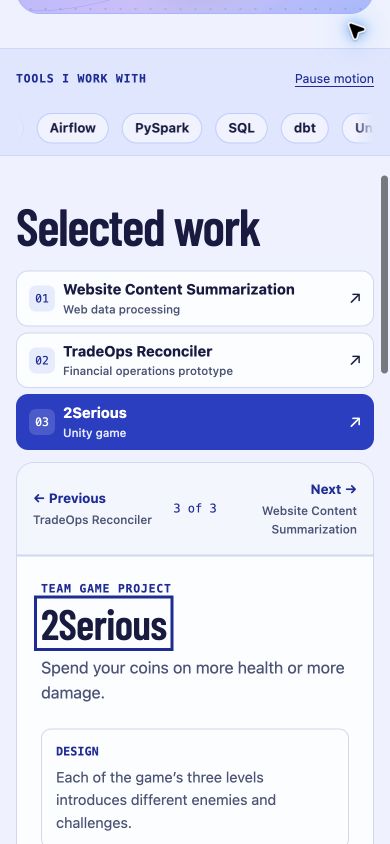 TOOLS I WORK WITH
Pause motion
Airflow
PySpark
SQL
dbt
Selected work
01
Website Content Summarization
Web data processing
02
TradeOps Reconciler
Financial operations prototype
03
2Serious
Unity game
← Previous
TradeOps Reconciler
3 of 3
Next →
Website Content
Summarization
TEAM GAME PROJECT
2Serious
Spend your coins on more health or more
damage.
DESIGN
Each of the game’s three levels
introduces different enemies and
challenges.